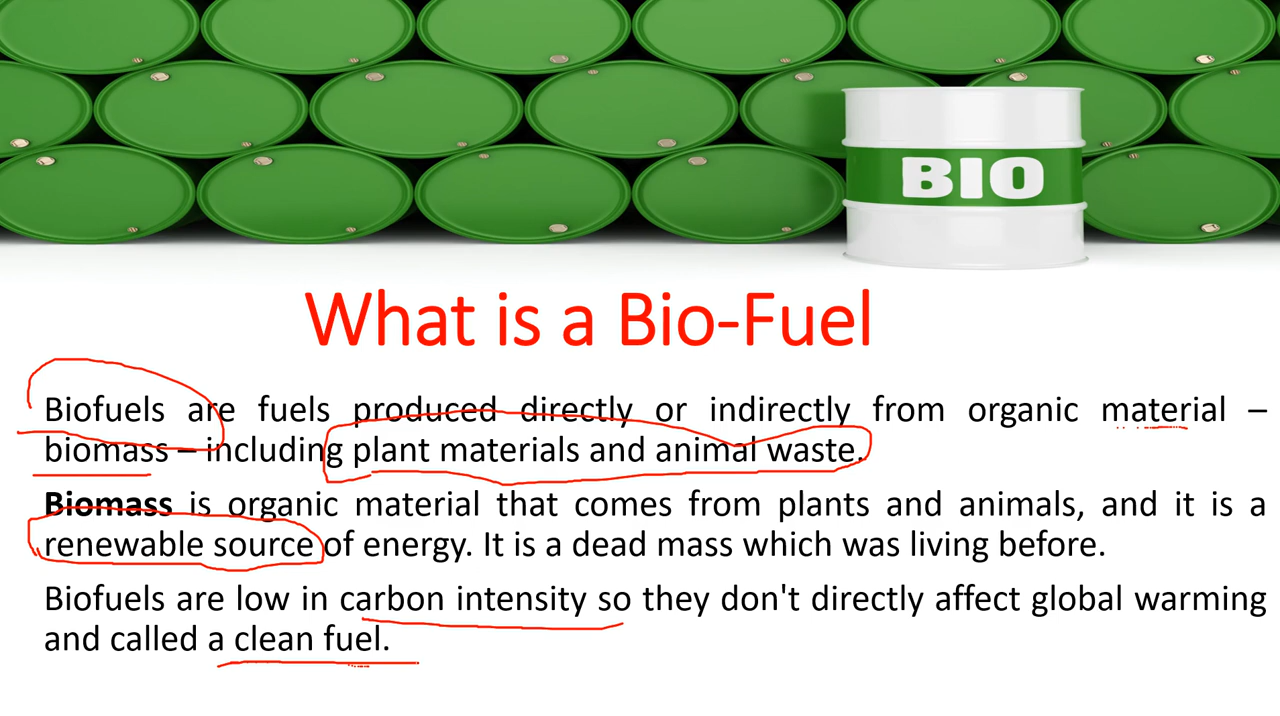 BIO
What is a Bio-Fuel
Biofuels are fuels produced directly or indirectly from organic material –
biomass – including plant materials and animal waste.
Biomass is organic material that comes from plants and animals, and it is a
renewable source of energy. It is a dead mass which was living before.
Biofuels are low in carbon intensity so they don't directly affect global warming
and called a clean fuel.